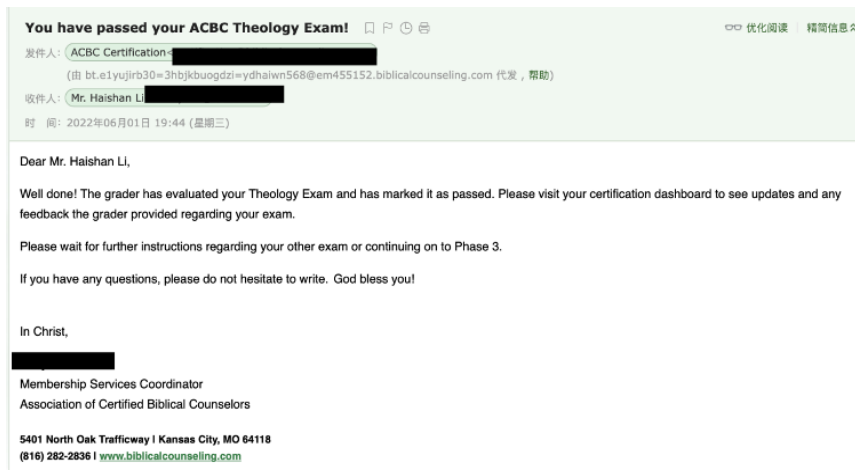 You have passed your ACBC Theology Exam!
优化阅读 精简信息
发件人: ACBC Certification<
(由 bt.e1yujirb30=3hbjkbuogdzi=ydhaiwn568@em455152.biblicalcounseling.com 代发，帮助)
收件人: Mr. Haishan Li
时 间: 2022年06月01日 19:44 (星期三)
Dear Mr. Haishan Li,
Well done! The grader has evaluated your Theology Exam and has marked it as passed. Please visit your certification dashboard to see updates and any
feedback the grader provided regarding your exam.
Please wait for further instructions regarding your other exam or continuing on to Phase 3.
If you have any questions, please do not hesitate to write. God bless you!
In Christ,
Membership Services Coordinator
Association of Certified Biblical Counselors
5401 North Oak Trafficway I Kansas City, MO 64118
(816) 282-2836 I www.biblicalcounseling.com